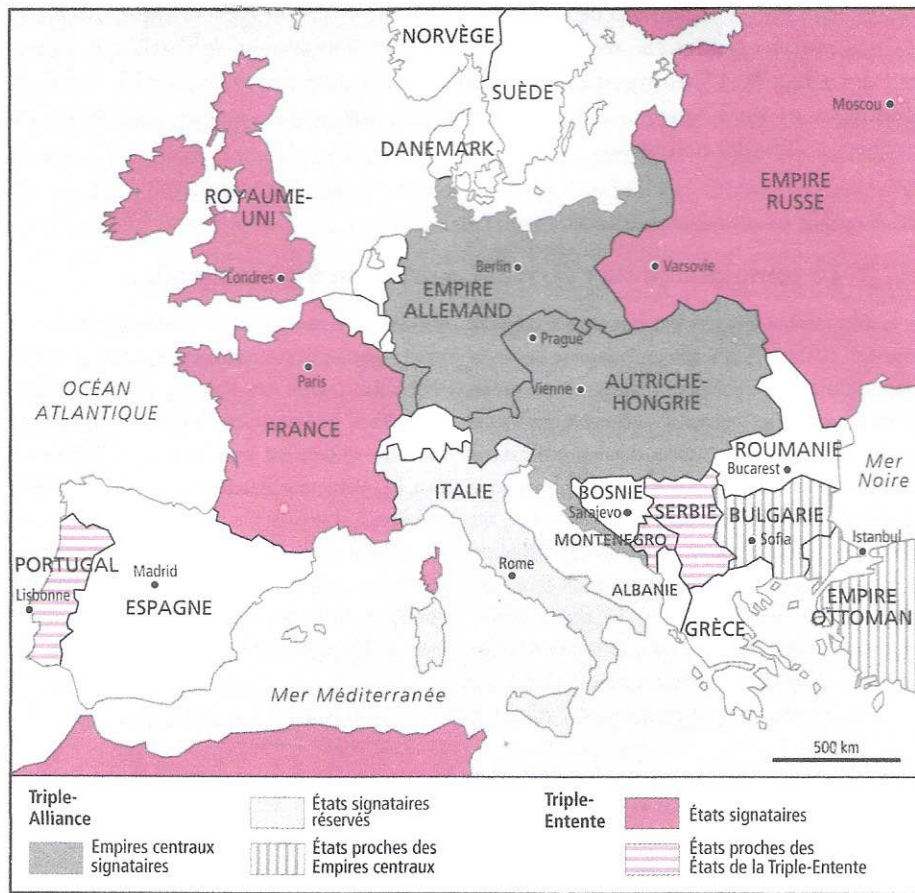 NORVÈGE
SUÈDE
Moscou
DANEMARK
EMPIRE
RUSSE
ROYAUME-
UNI
Londres
Berlin
Varsovie
EMPIRE
ALLEMAND
Prague
OCÉAN
ATLANTIQUE
Paris
Vienne
AUTRICHE-
HONGRIE
FRANCE
ROUMANIE
Bucarest
Mer
Noire
ITALIE
BOSNIE
Sarajevo
SERBIE
BULGARIE
Sofia
Istanbul
MONTENEGRO
PORTUGAL
Lisbonne
Madrid
ESPAGNE
Rome
ALBANIE
GRÈCE
EMPIRE
OTTOMAN
Mer Méditerranée
500 km
Triple-
Alliance
Empires centraux
signataires
États signataires
réservés
États proches des
Empires centraux
Triple-
Entente
États signataires
États proches des
États de la Triple-Entente